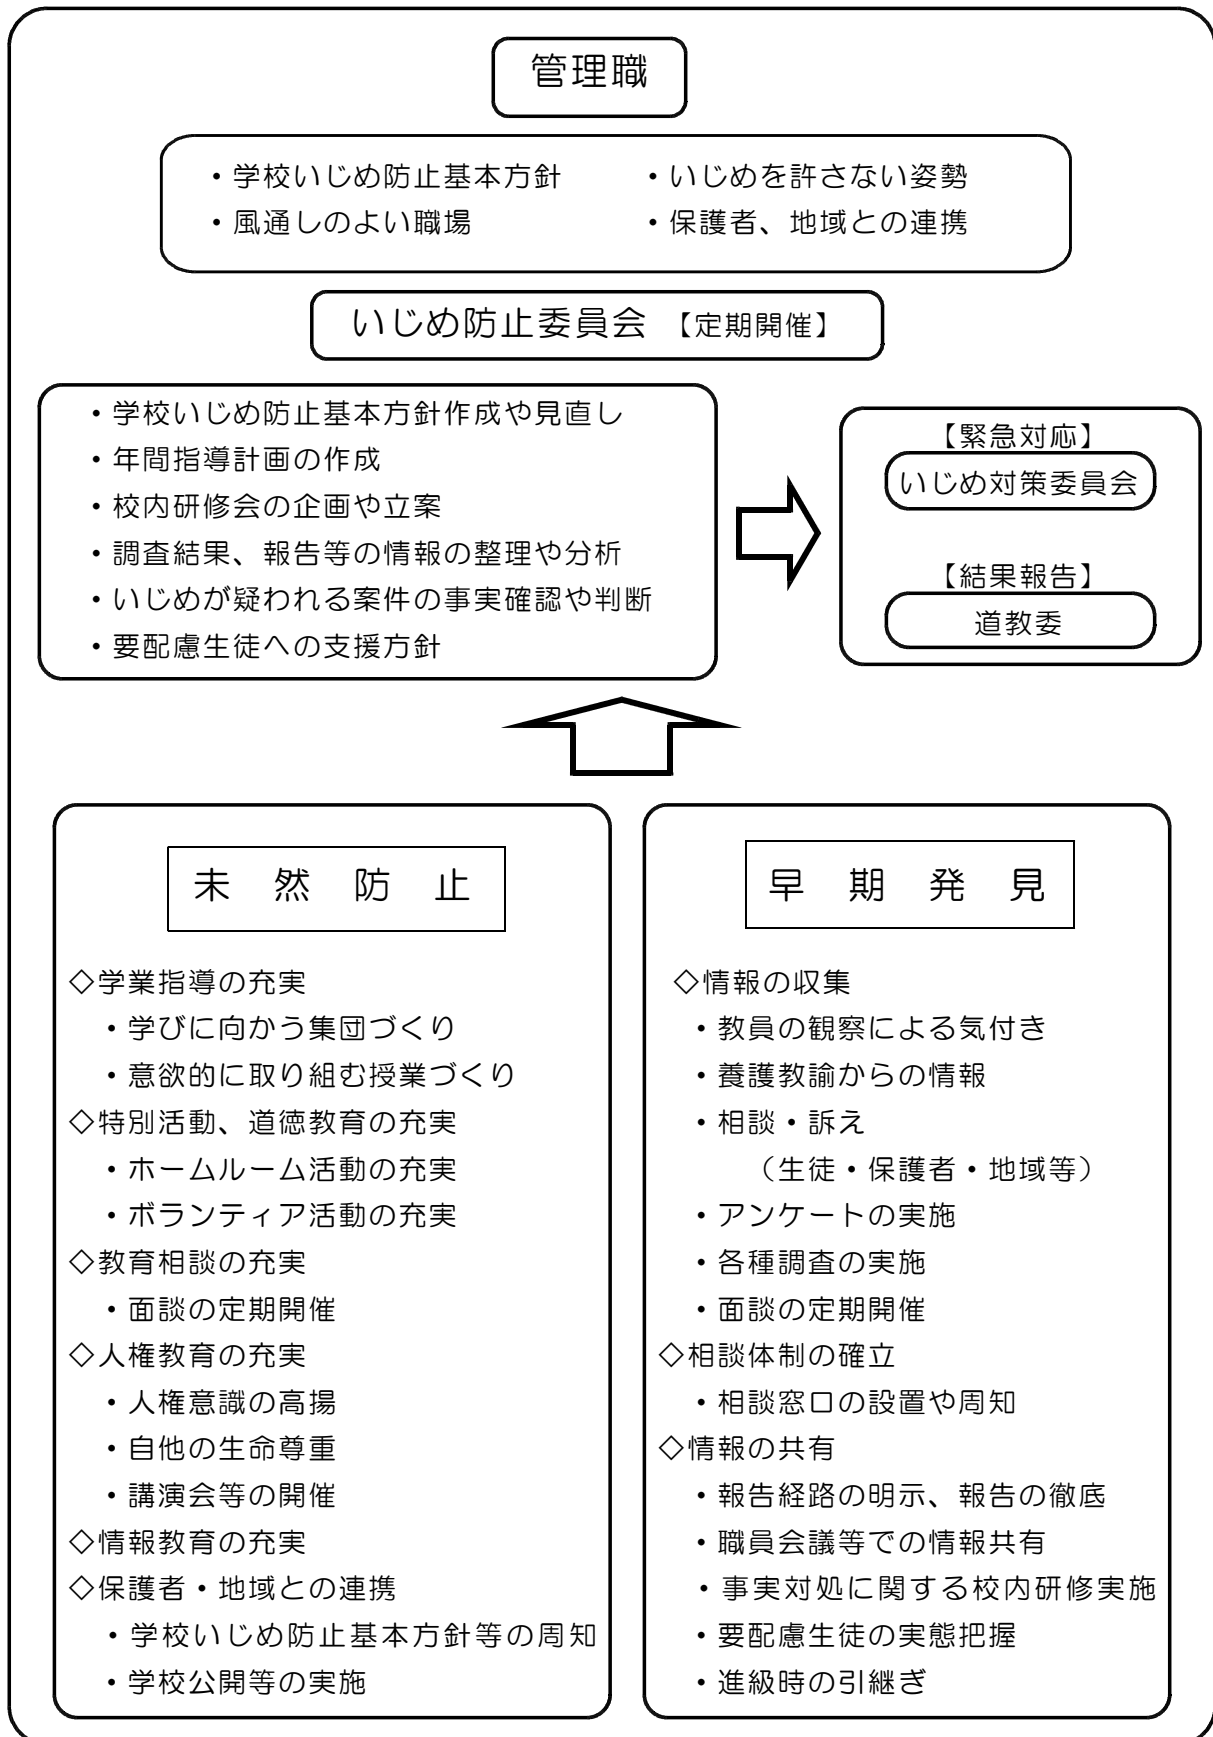 管理職
・学校いじめ防止基本方針　　・いじめを許さない姿勢
・風通しのよい職場　　・保護者、地域との連携
いじめ防止委員会 【定期開催】
・学校いじめ防止基本方針作成や見直し
・年間指導計画の作成
・校内研修会の企画や立案
・調査結果、報告等の情報の整理や分析
・いじめが疑われる案件の事実確認や判断
・要配慮生徒への支援方針
【緊急対応】
いじめ対策委員会
【結果報告】
道教委
未然防止
◇学業指導の充実
・学びに向かう集団づくり
・意欲的に取り組む授業づくり
◇特別活動、道徳教育の充実
・ホームルーム活動の充実
・ボランティア活動の充実
◇教育相談の充実
・面談の定期開催
◇人権教育の充実
・人権意識の高揚
・自他の生命尊重
・講演会等の開催
◇情報教育の充実
◇保護者・地域との連携
・学校いじめ防止基本方針等の周知
・学校公開等の実施
早期発見
◇情報の収集
・教員の観察による気付き
・養護教諭からの情報
・相談・訴え
（生徒・保護者・地域等）
・アンケートの実施
・各種調査の実施
・面談の定期開催
◇相談体制の確立
・相談窓口の設置や周知
◇情報の共有
・報告経路の明示、報告の徹底
・職員会議等での情報共有
・事実対処に関する校内研修実施
・要配慮生徒の実態把握
・進級時の引継ぎ